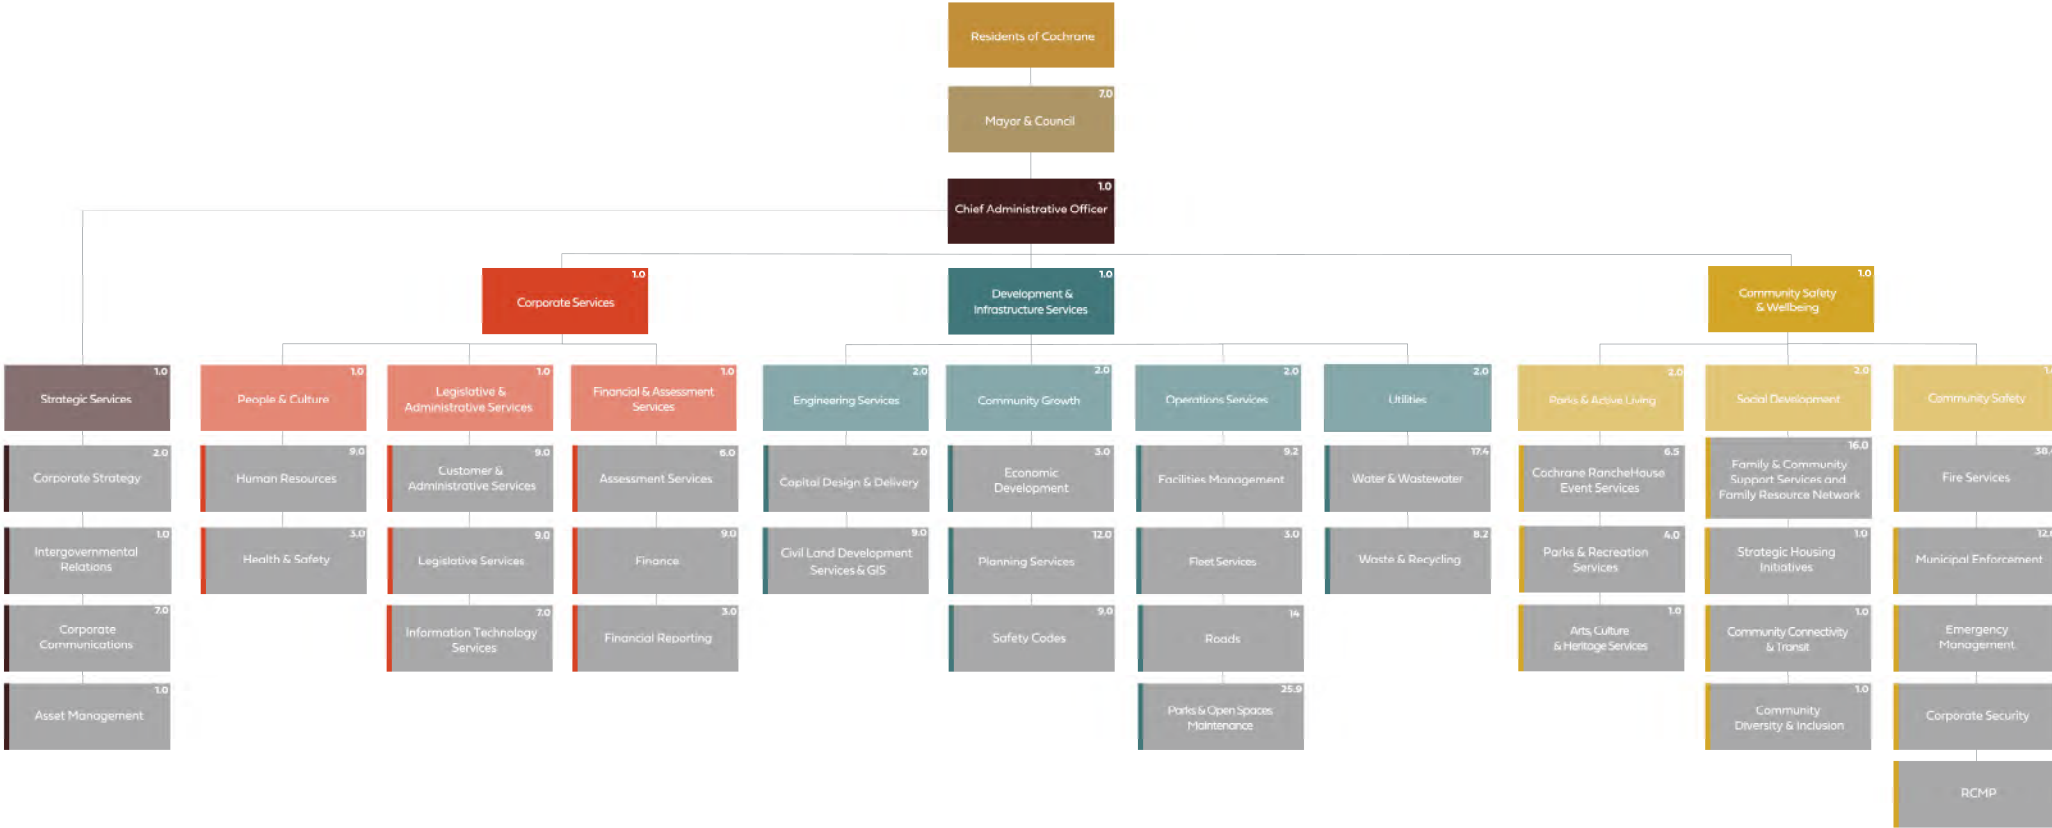 Residents of Cochrane
7.0
Mayor & Council
1.0
Chief Administrative Officer
1.0
Corporate Services
1.0
Development &
Infrastructure Services
1.0
Community Safety
& Wellbeing
1.0
Strategic Services
1.0
People & Culture
1.0
Legislative &
Administrative Services
1.0
Financial & Assessment
Services
2.0
Engineering Services
2.0
Community Growth
2.0
Operations Services
2.0
Utilities
2.0
Parks & Active Living
2.0
Social Development
Community Safety
2.0
Corporate Strategy
9.0
Human Resources
9.0
Customer &
Administrative Services
6.0
Assessment Services
2.0
Capital Design & Delivery
3.0
Economic
Development
9.2
Facilities Management
17.4
Water & Wastewater
6.5
Cochrane RancheHouse
Event Services
16.0
Family & Community
Support Services and
Family Resource Network
Fire Services
1.0
Intergovernmental
Relations
3.0
Health & Safety
9.0
Legislative Services
9.0
Finance
9.0
Civil Land Development
Services & GIS
12.0
Planning Services
3.0
Fleet Services
8.2
Waste & Recycling
4.0
Parks & Recreation
Services
1.0
Strategic Housing
Initiatives
Municipal Enforcement
7.0
Corporate
Communications
7.0
Information Technology
Services
3.0
Financial Reporting
9.0
Safety Codes
14
Roads
1.0
Arts, Culture
& Heritage Services
1.0
Community Connectivity
& Transit
Emergency
Management
1.0
Asset Management
25.9
Parks & Open Spaces
Maintenance
1.0
Community
Diversity & Inclusion
Corporate Security
RCMP